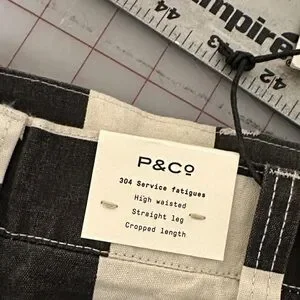 empire
42
43
44
P&Co
304 Service fatigues
High waisted
Straight leg
Cropped length